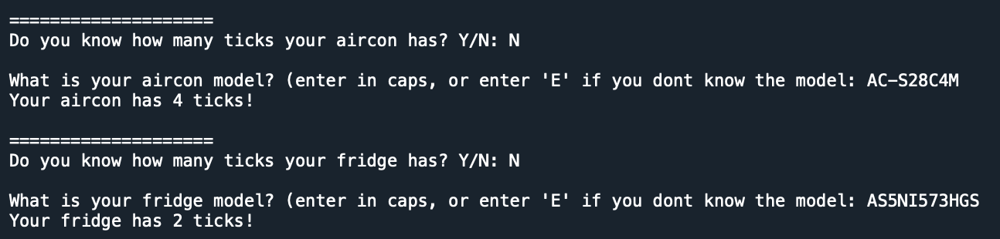 ====================
Do you know how many ticks your aircon has? Y/N: N
What is your aircon model? (enter in caps, or enter 'E' if you dont know the model: AC-S28C4M
Your aircon has 4 ticks!
====================
Do you know how many ticks your fridge has? Y/N: N
What is your fridge model? (enter in caps, or enter 'E' if you dont know the model: AS5NI573HGS
Your fridge has 2 ticks!